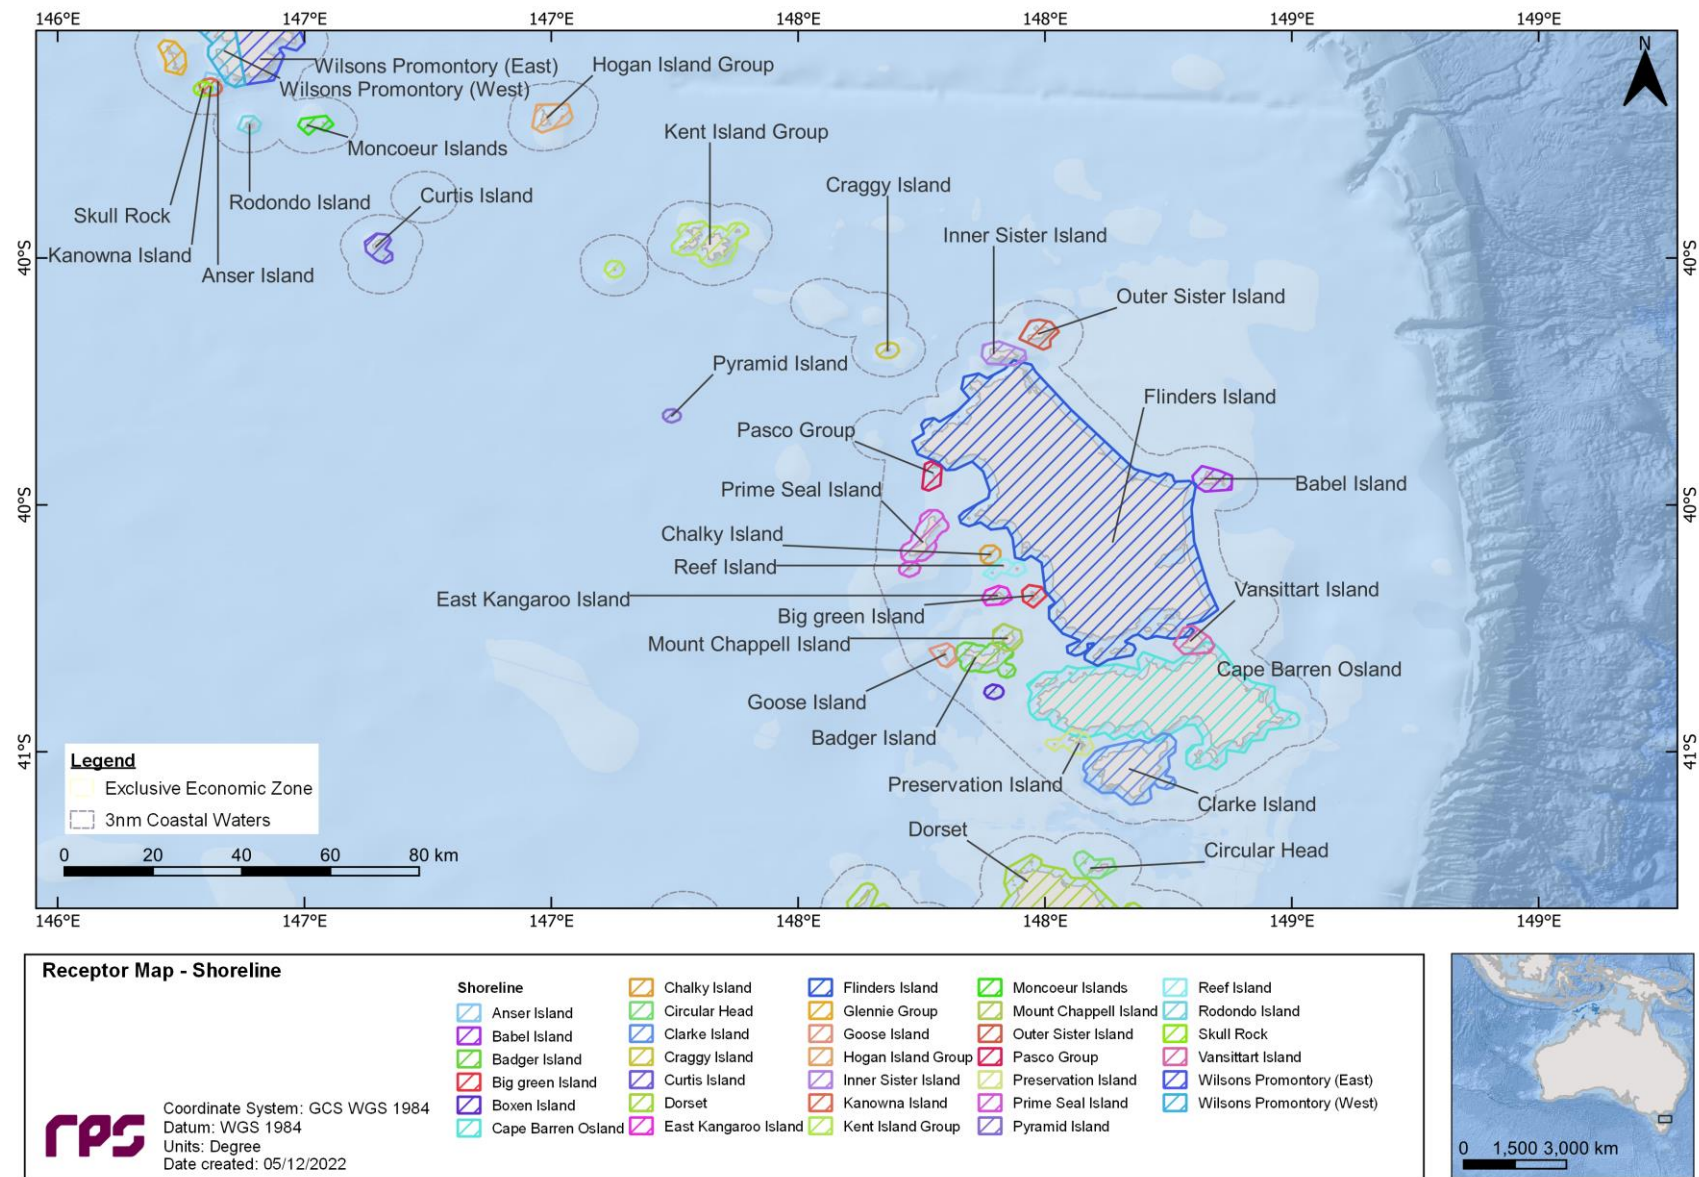 146°E 147°E 147°E 148°E 148°E 149°E 149°E
N
Wilsons Promontory (East)
Wilsons Promontory (West)
Hogan Island Group
Kent Island Group
Moncoeur Islands
Craggy Island
Rodondo Island
Curtis Island
Skull Rock
Inner Sister Island
Kanowna Island
40°S
40°S
Anser Island
Outer Sister Island
Pyramid Island
Flinders Island
Pasco Group
Prime Seal Island
Babel Island
40°S
40°S
Chalky Island
Reef Island
Vansittart Island
East Kangaroo Island
Big green Island
Mount Chappell Island
Cape Barren Osland
Goose Island
Badger Island
41°S
41°S
Preservation Island
Clarke Island
Dorset
Circular Head
Legend
Exclusive Economic Zone
3nm Coastal Waters
0 20 40 60 80 km
146°E 147°E 147°E 148°E 148°E 149°E 149°E
Receptor Map - Shoreline
Shoreline
Anser Island
Babel Island
Badger Island
Big green Island
Boxen Island
Cape Barren Osland
Chalky Island
Circular Head
Clarke Island
Craggy Island
Curtis Island
Dorset
East Kangaroo Island
Flinders Island
Glennie Group
Goose Island
Hogan Island Group
Inner Sister Island
Kanowna Island
Kent Island Group
Moncoeur Islands
Mount Chappell Island
Outer Sister Island
Pasco Group
Preservation Island
Prime Seal Island
Pyramid Island
Reef Island
Rodondo Island
Skull Rock
Vansittart Island
Wilsons Promontory (East)
Wilsons Promontory (West)
rps
Coordinate System: GCS WGS 1984
Datum: WGS 1984
Units: Degree
Date created: 05/12/2022
0 1,500 3,000 km